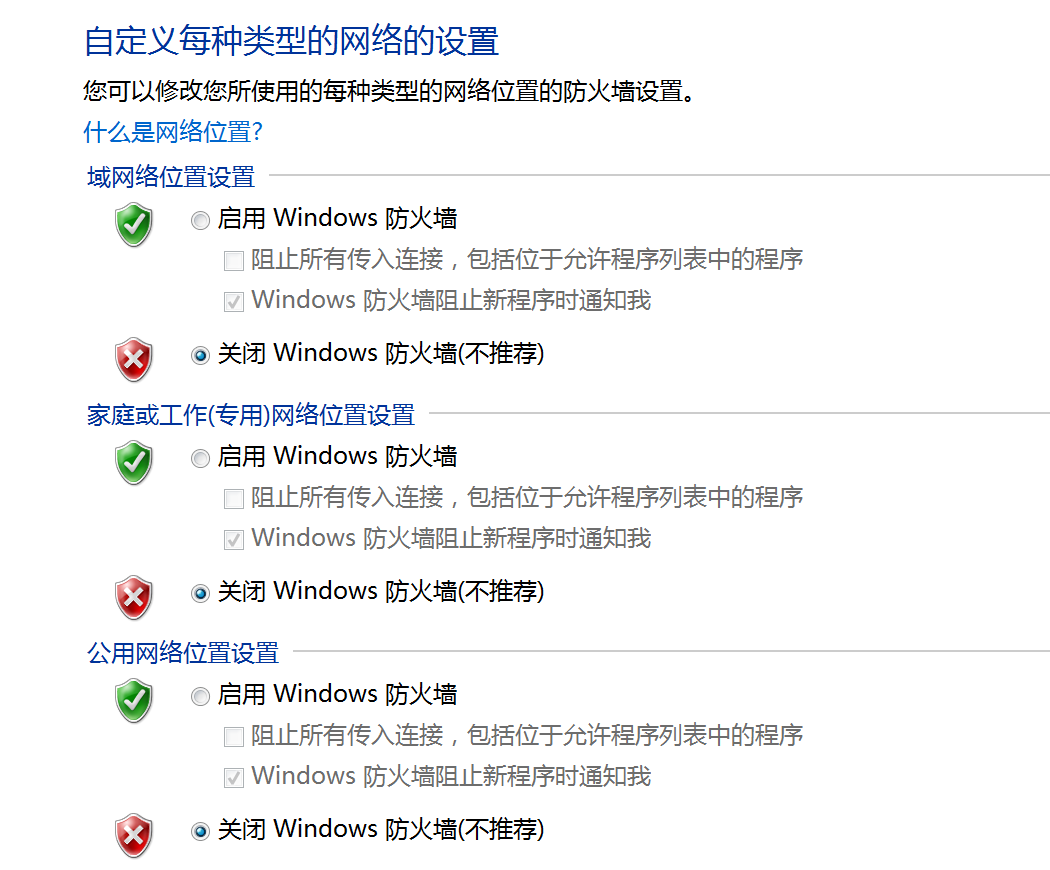 自定义每种类型的网络的设置
您可以修改您所使用的每种类型的网络位置的防火墙设置。
什么是网络位置?
域网络位置设置
启用 Windows 防火墙
阻止所有传入连接，包括位于允许程序列表中的程序
Windows 防火墙阻止新程序时通知我
关闭 Windows 防火墙(不推荐)
家庭或工作(专用)网络位置设置
启用 Windows 防火墙
阻止所有传入连接，包括位于允许程序列表中的程序
Windows 防火墙阻止新程序时通知我
关闭 Windows 防火墙(不推荐)
公用网络位置设置
启用 Windows 防火墙
阻止所有传入连接，包括位于允许程序列表中的程序
Windows 防火墙阻止新程序时通知我
关闭 Windows 防火墙(不推荐)